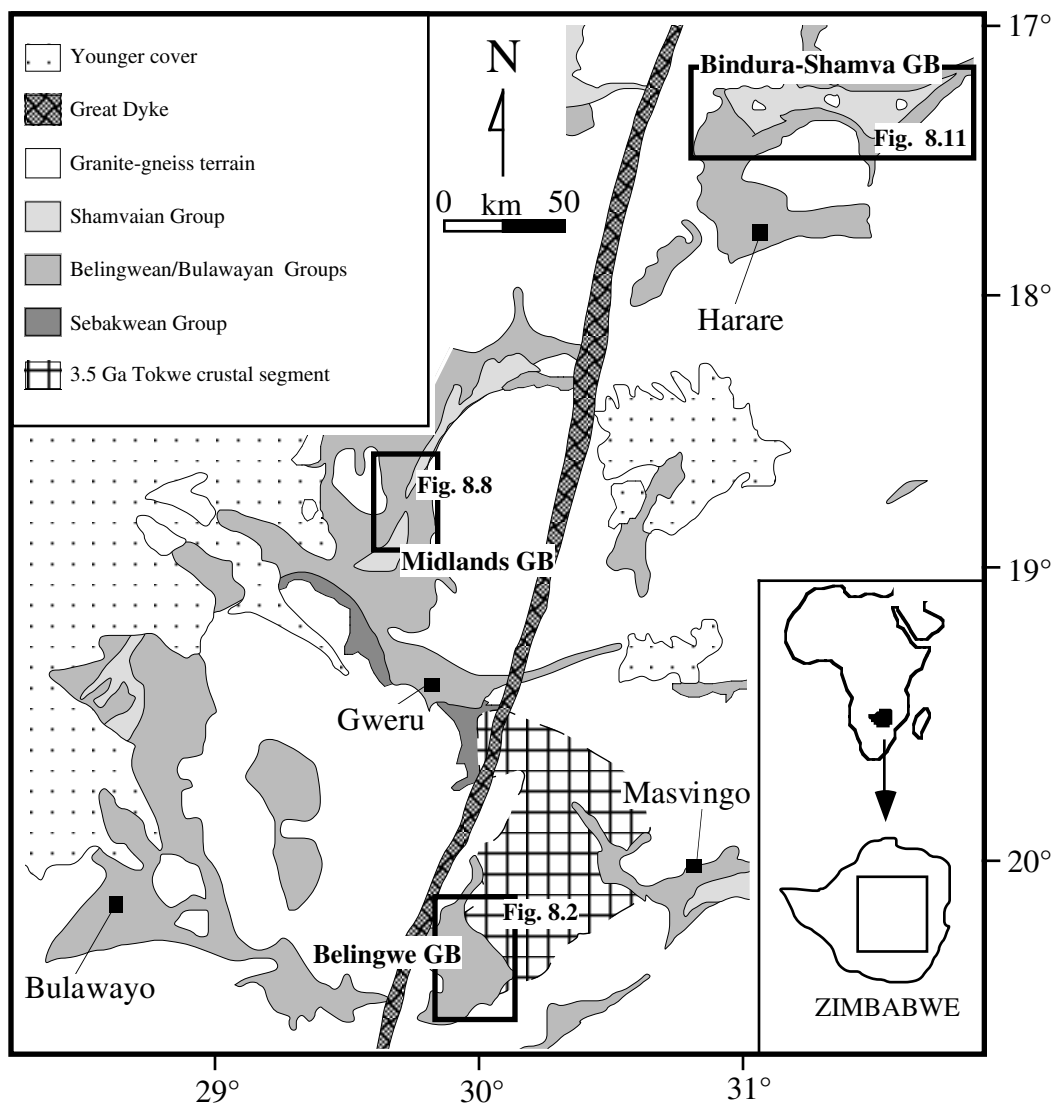 Younger cover
Great Dyke
Granite-gneiss terrain
Shamvaian Group
Belingwean/Bulawayan Groups
Sebakwean Group
3.5 Ga Tokwe crustal segment
N
0 km 50
Bindura-Shamva GB
Fig. 8.11
Harare
Fig. 8.8
Midlands GB
Gweru
Masvingo
Fig. 8.2
Belingwe GB
Bulawayo
ZIMBABWE
17°
18°
19°
20°
29°
30°
31°